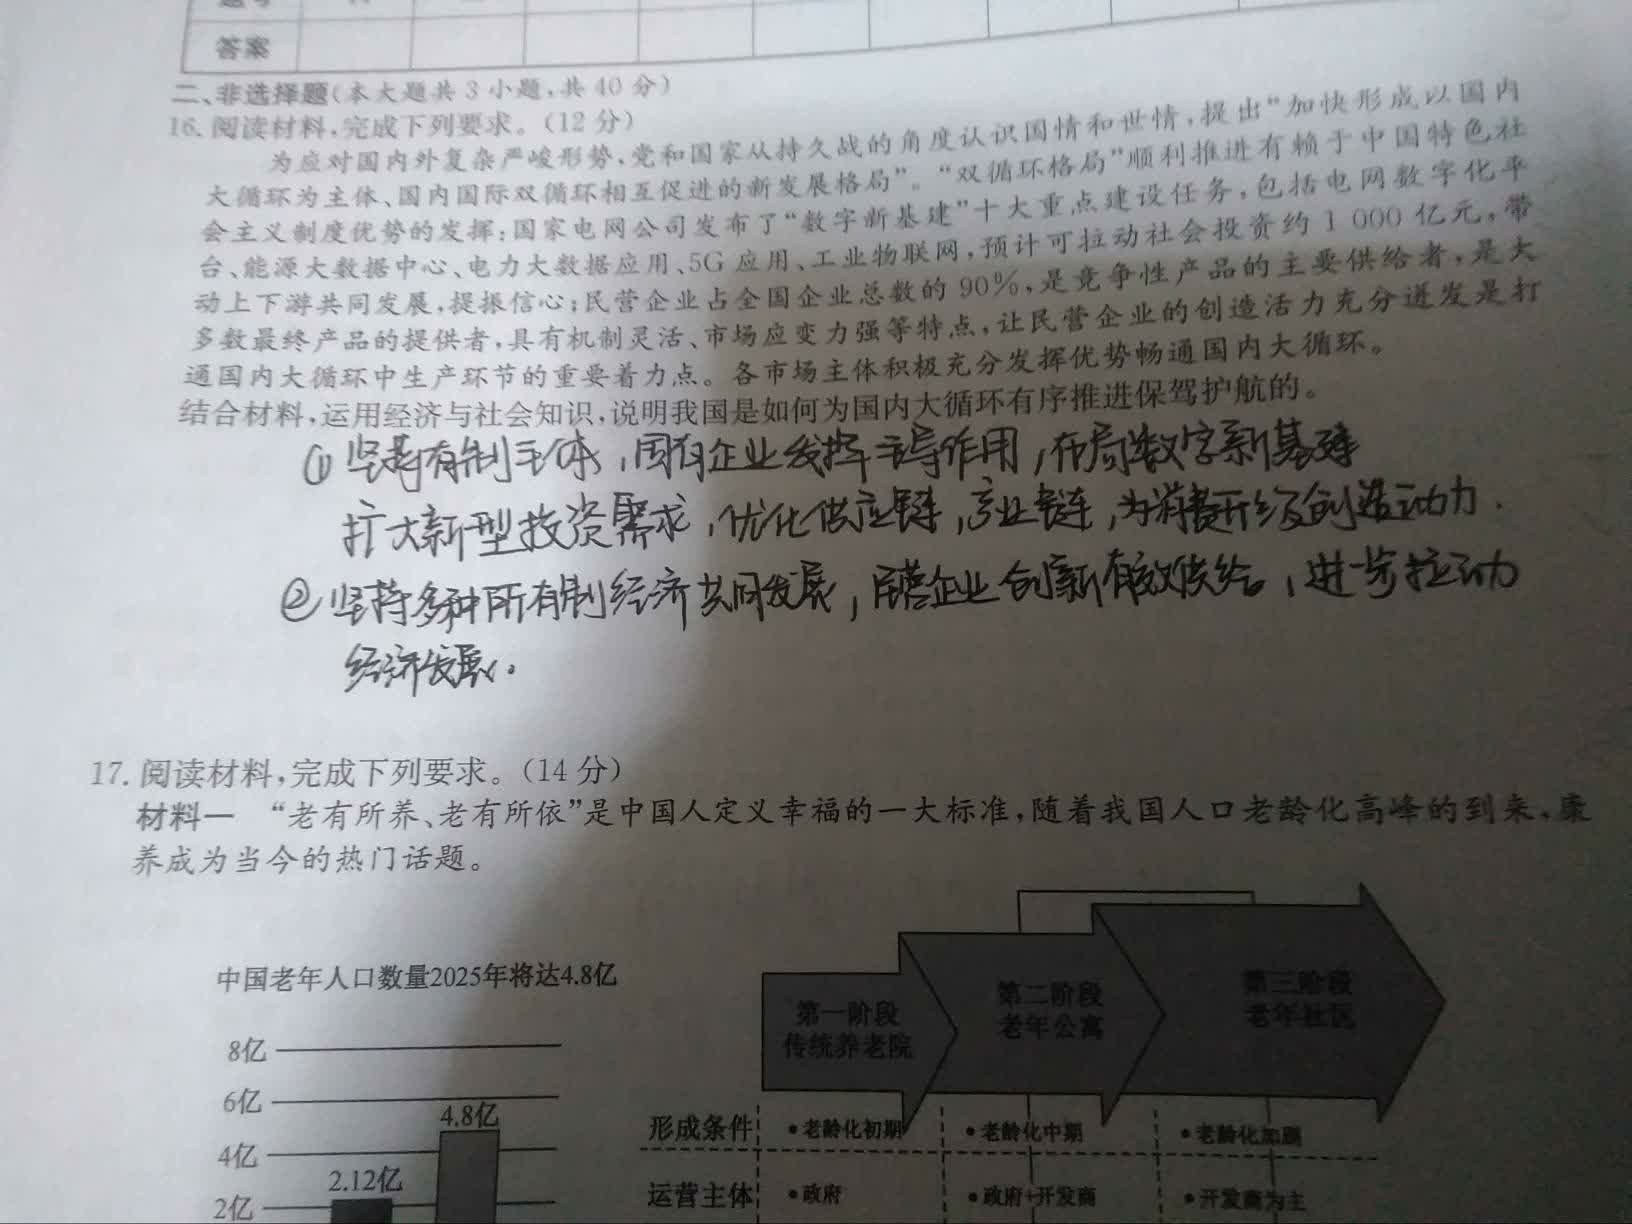 答案
二、非选择题(本大题共3小题,共40分)
16.阅读材料,完成下列要求。(12分)
为应对国内外复杂严峻形势,党和国家从持久战的角度认识国情和世情,提出“加快形成以国内
大循环为主体、国内国际双循环相互促进的新发展格局”。“双循环格局”顺利推进有赖于中国特色社
会主义制度优势的发挥:国家电网公司发布了“数字新基建”十大重点建设任务,包括电网数字化平
台、能源大数据中心、电力大数据应用、5G应用、工业物联网,预计可拉动社会投资约1 000亿元,带
动上下游共同发展,提振信心;民营企业占全国企业总数的90%,是竞争性产品的主要供给者,是大
多数最终产品的提供者,具有机制灵活、市场应变力强等特点,让民营企业的创造活力充分迸发是打
通国内大循环中生产环节的重要着力点。各市场主体积极充分发挥优势畅通国内大循环。
结合材料,运用经济与社会知识,说明我国是如何为国内大循环有序推进保驾护航的。
①坚持有制主体,国有企业发挥主导作用,布局数字新基建
扩大新型投资需求,优化供应链,产业链,为消费升级创造动力.
②坚持多种所有制经济共同发展,民营企业创新有效供给,进一步拉动
经济发展.
17.阅读材料,完成下列要求。(14分)
材料一 “老有所养、老有所依”是中国人定义幸福的一大标准,随着我国人口老龄化高峰的到来,康
养成为当今的热门话题。
中国老年人口数量2025年将达4.8亿
8亿
6亿
4亿
2亿
4.8亿
2.12亿
第一阶段
传统养老院
第二阶段
老年公寓
第三阶段
老年社区
形成条件 •老龄化初期 •老龄化中期 •老龄化加剧
运营主体 •政府 •政府+开发商 •开发商为主